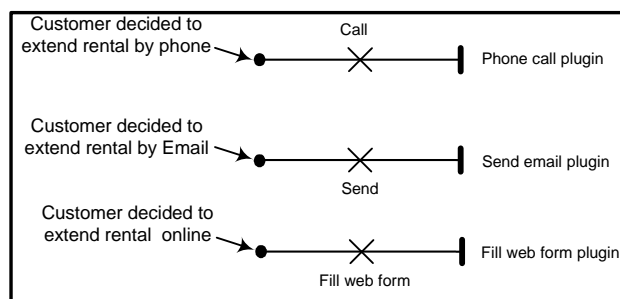 Customer decided to
extend rental by phone
Call
Phone call plugin
Customer decided to
extend rental by Email
Send
Send email plugin
Customer decided to
extend rental online
Fill web form
Fill web form plugin